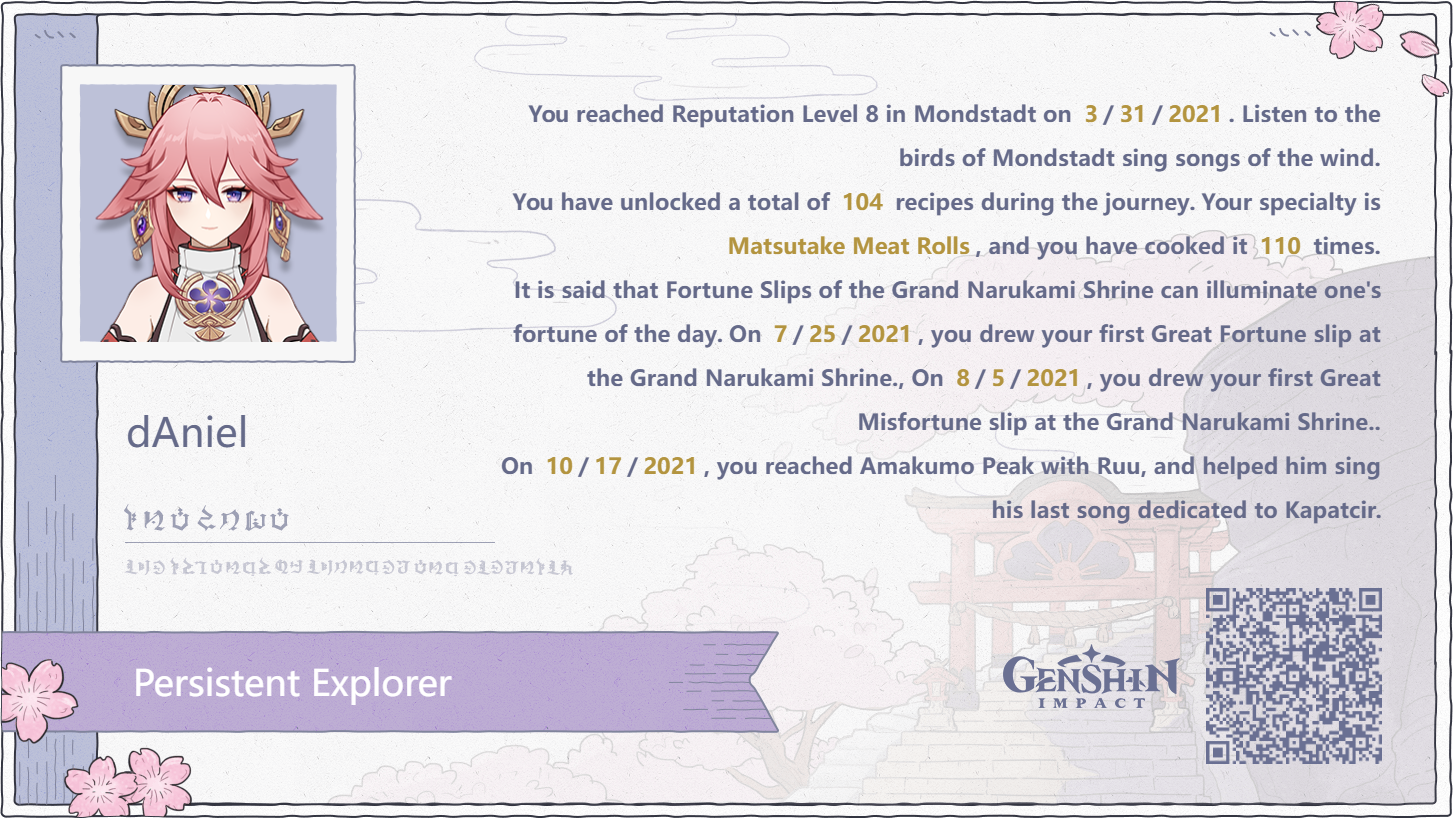 You reached Reputation Level 8 in Mondstadt on 3 / 31 / 2021 . Listen to the
birds of Mondstadt sing songs of the wind.
You have unlocked a total of 104 recipes during the journey. Your specialty is
Matsutake Meat Rolls , and you have cooked it 110 times.
It is said that Fortune Slips of the Grand Narukami Shrine can illuminate one's
fortune of the day. On 7 / 25 / 2021 , you drew your first Great Fortune slip at
the Grand Narukami Shrine., On 8 / 5 / 2021 , you drew your first Great
Misfortune slip at the Grand Narukami Shrine..
On 10 / 17 / 2021 , you reached Amakumo Peak with Ruu, and helped him sing
his last song dedicated to Kapatcir.
dAniel
Persistent Explorer
GENSHIN
IMPACT